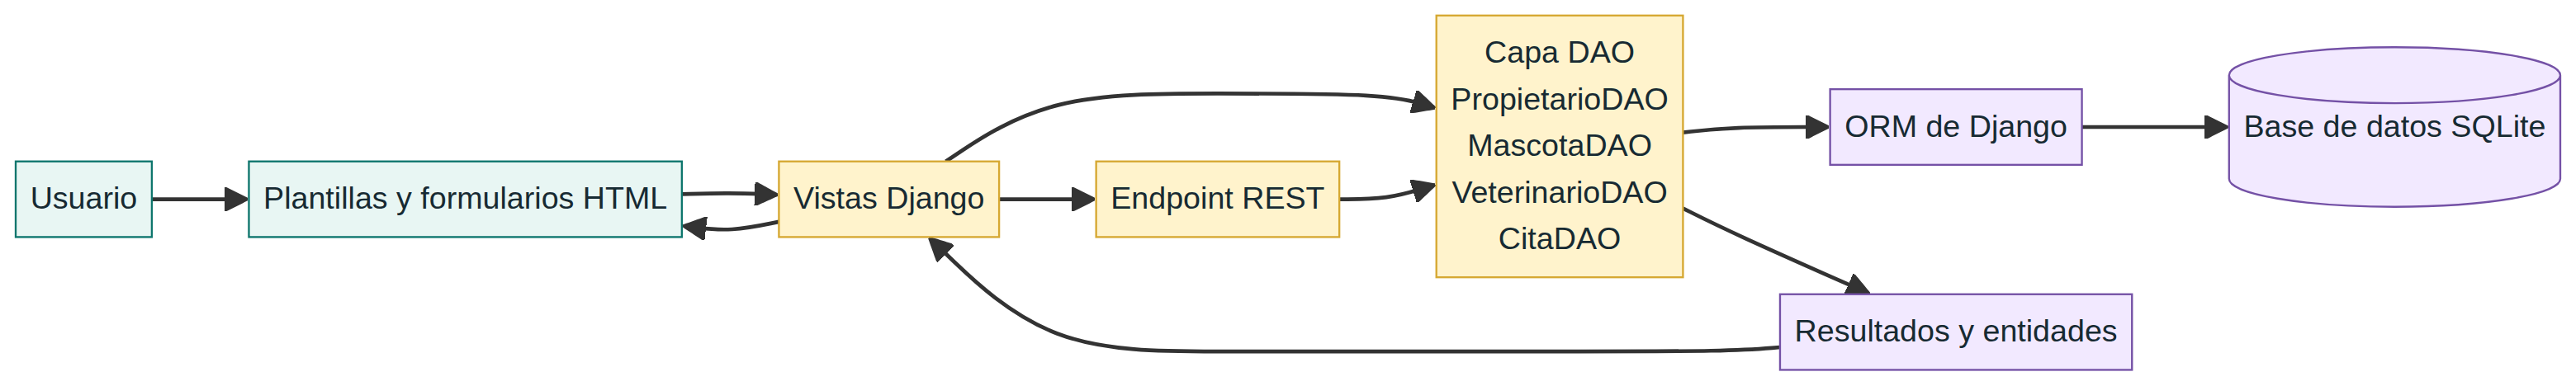 Usuario
Plantillas y formularios HTML
Vistas Django
Endpoint REST
Capa DAO
PropietarioDAO
MascotaDAO
VeterinarioDAO
CitaDAO
ORM de Django
Base de datos SQLite
Resultados y entidades